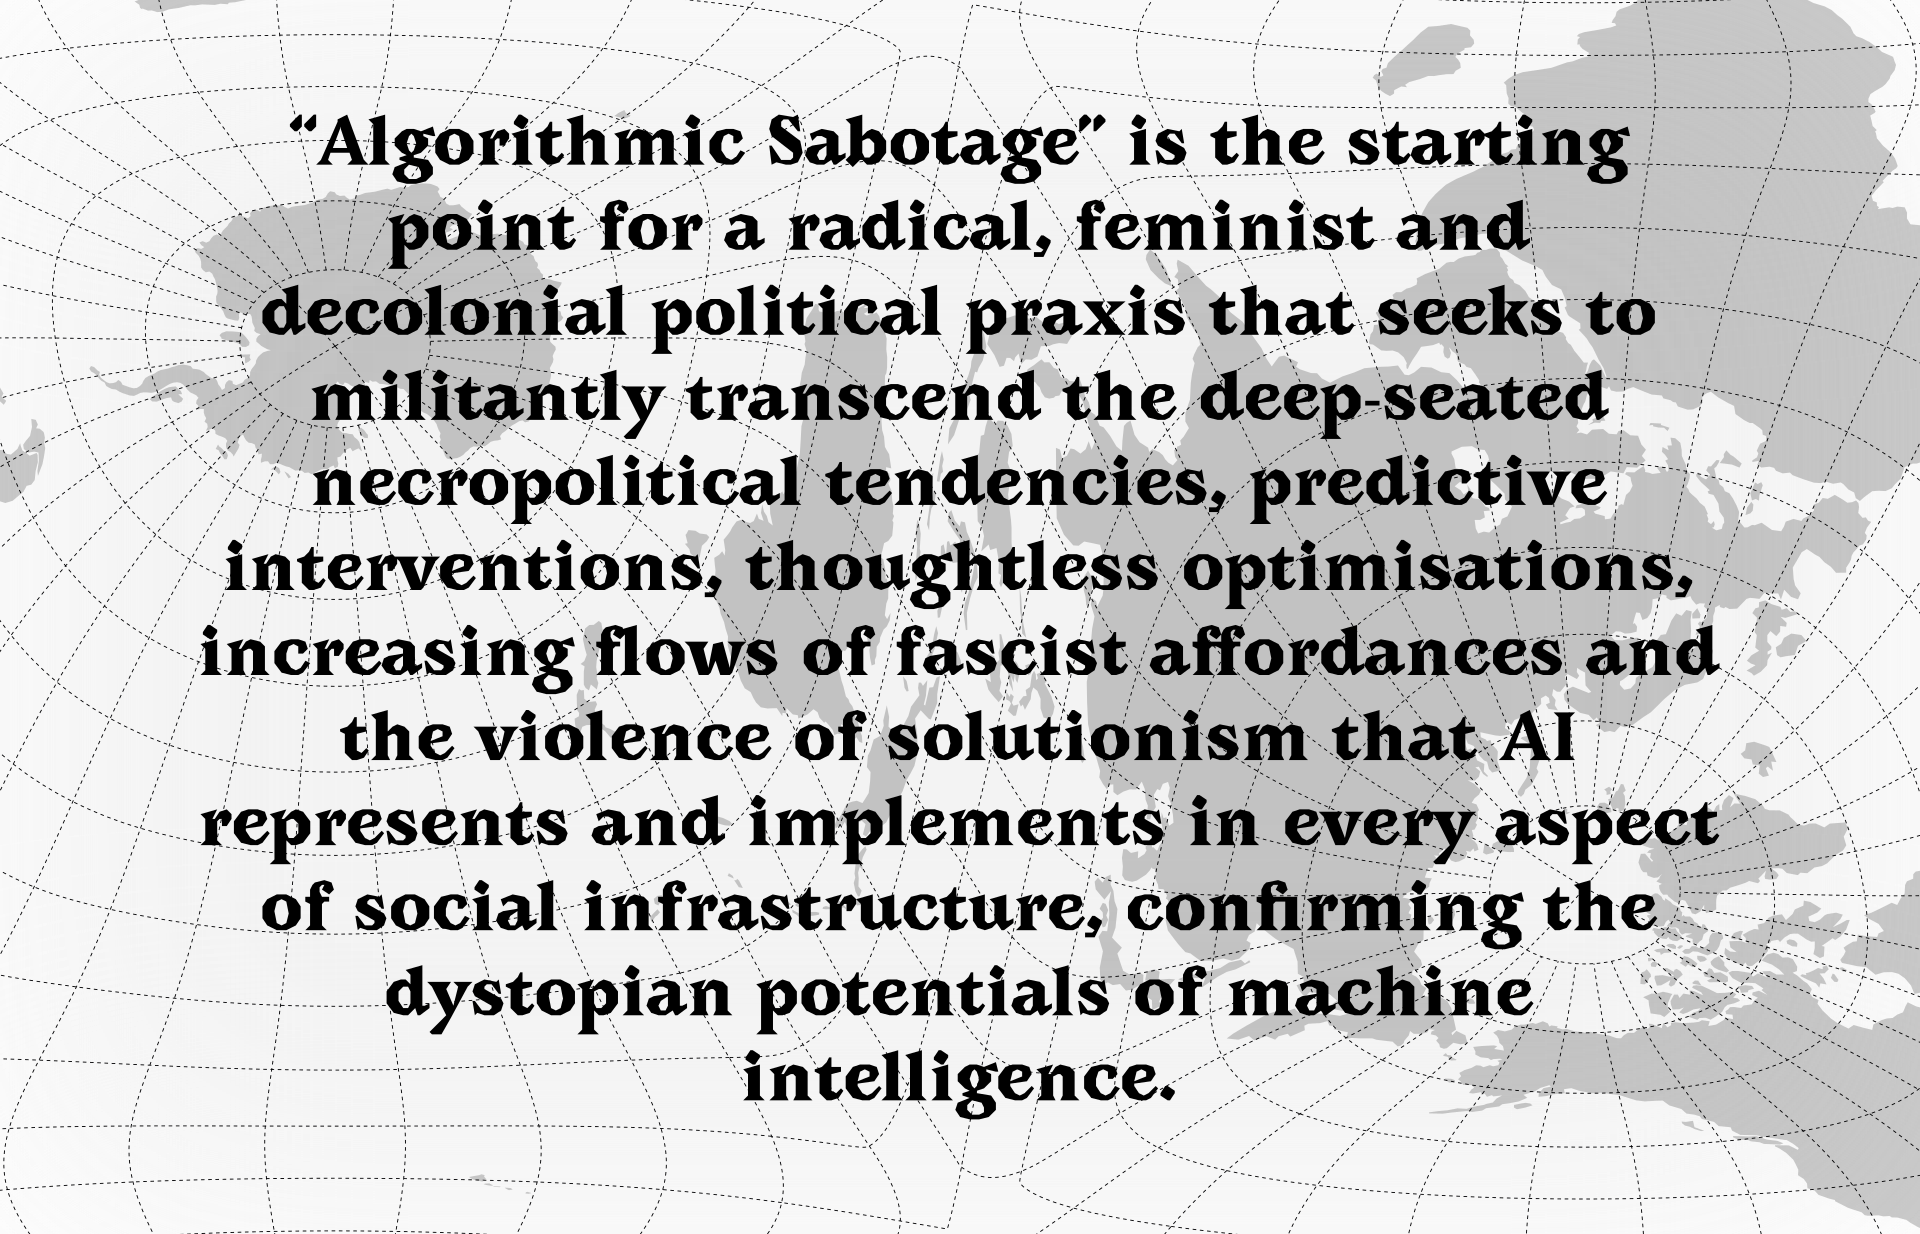 “Algorithmic Sabotage” is the starting
point for a radical, feminist and
decolonial political praxis that seeks to
militantly transcend the deep-seated
necropolitical tendencies, predictive
interventions, thoughtless optimisations,
increasing flows of fascist affordances and
the violence of solutionism that AI
represents and implements in every aspect
of social infrastructure, confirming the
dystopian potentials of machine
intelligence.